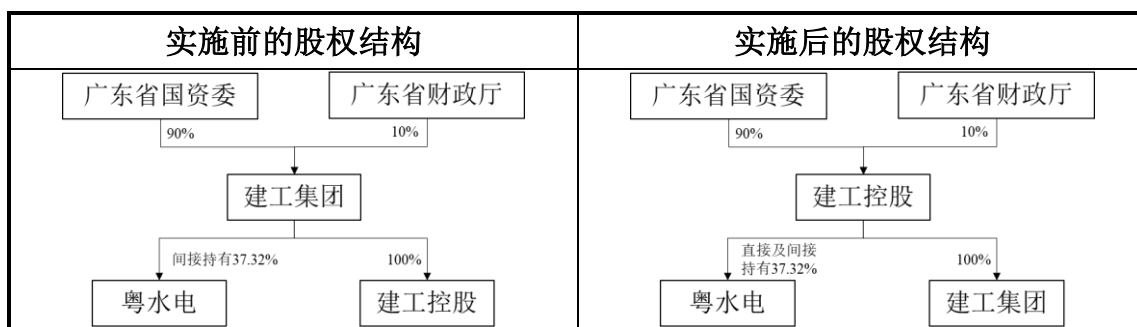 实施前的股权结构
实施后的股权结构
广东省国资委
广东省财政厅
90%
10%
建工集团
间接持有37.32%
100%
粤水电
建工控股
广东省国资委
广东省财政厅
90%
10%
建工控股
直接及间接
持有37.32%
100%
粤水电
建工集团